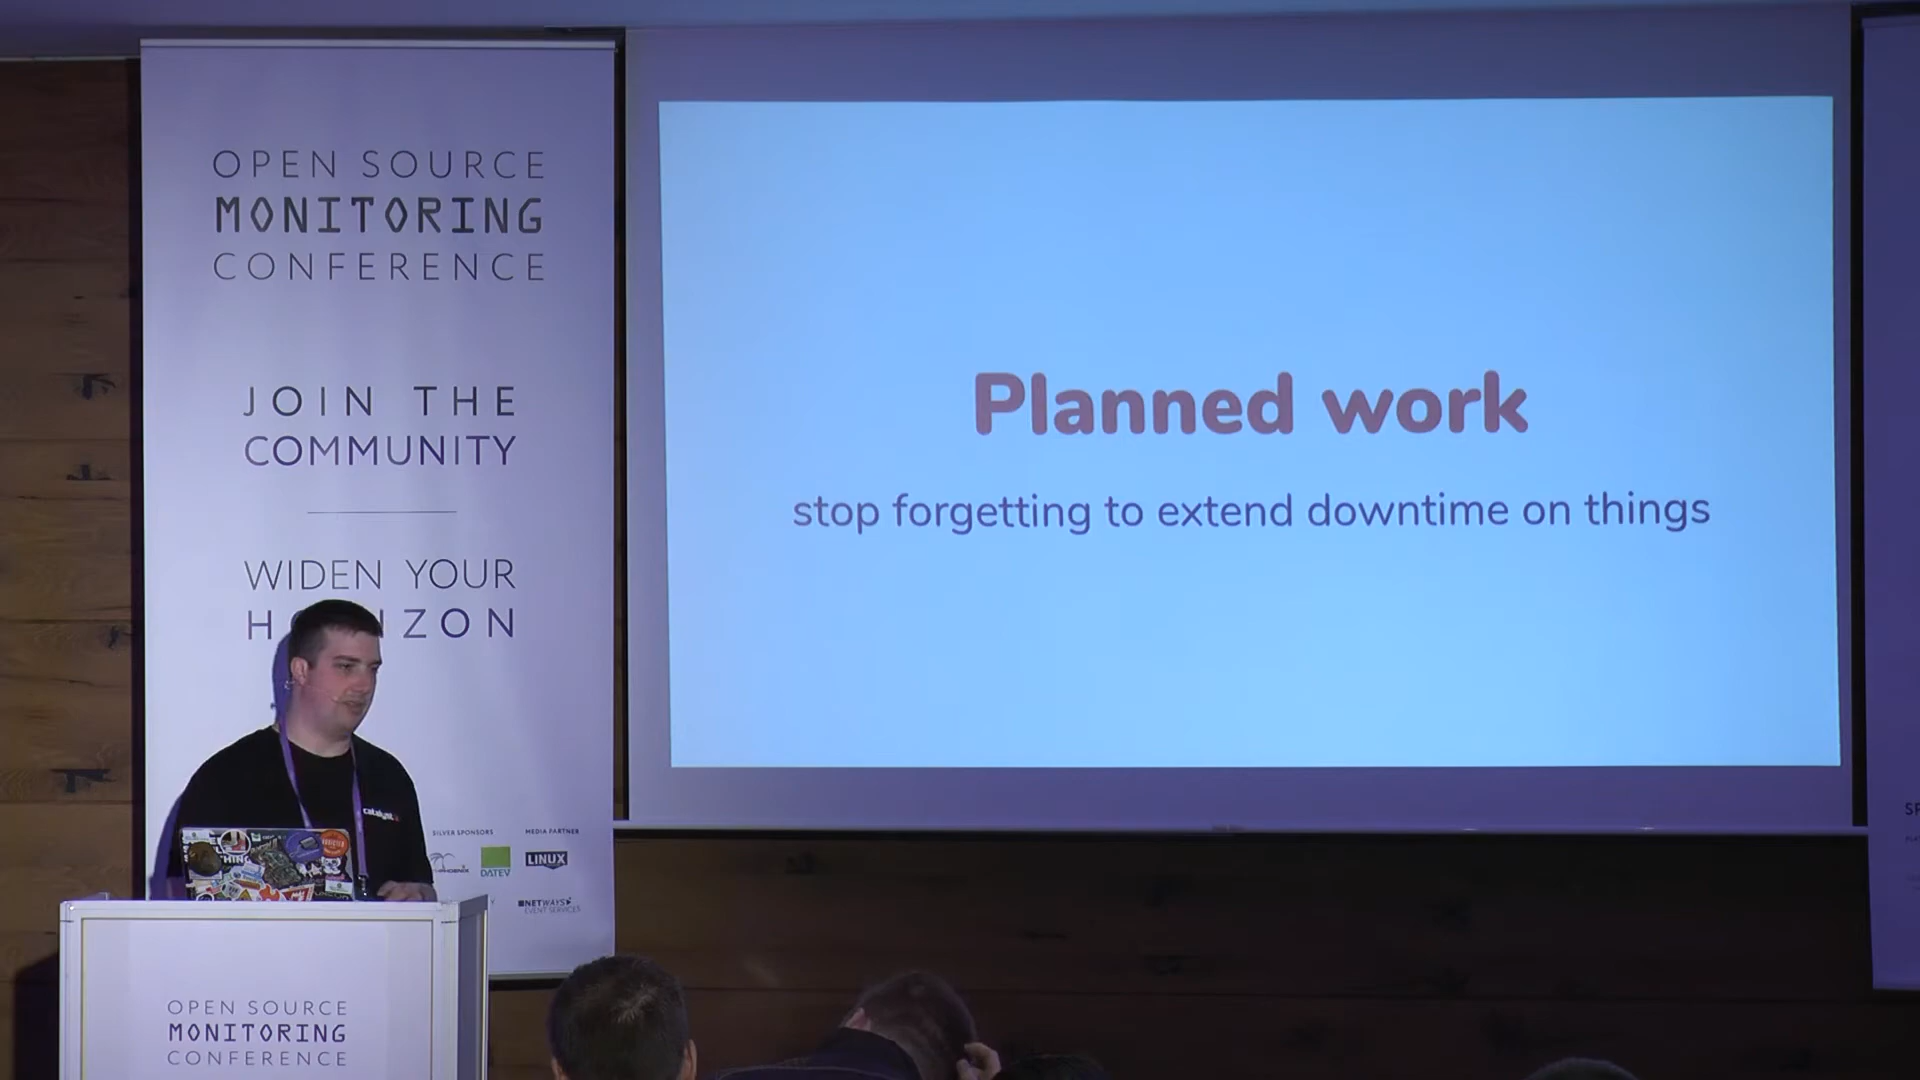 OPEN SOURCE
MONITORING
CONFERENCE
JOIN THE
COMMUNITY
WIDEN YOUR
H ZON
SILVER SPONSORS
MEDIA PARTNER
DATEV
LINUX
NETWAYS
EVENT SERVICES
Planned work
stop forgetting to extend downtime on things
catalyst
OPEN SOURCE
MONITORING
CONFERENCE